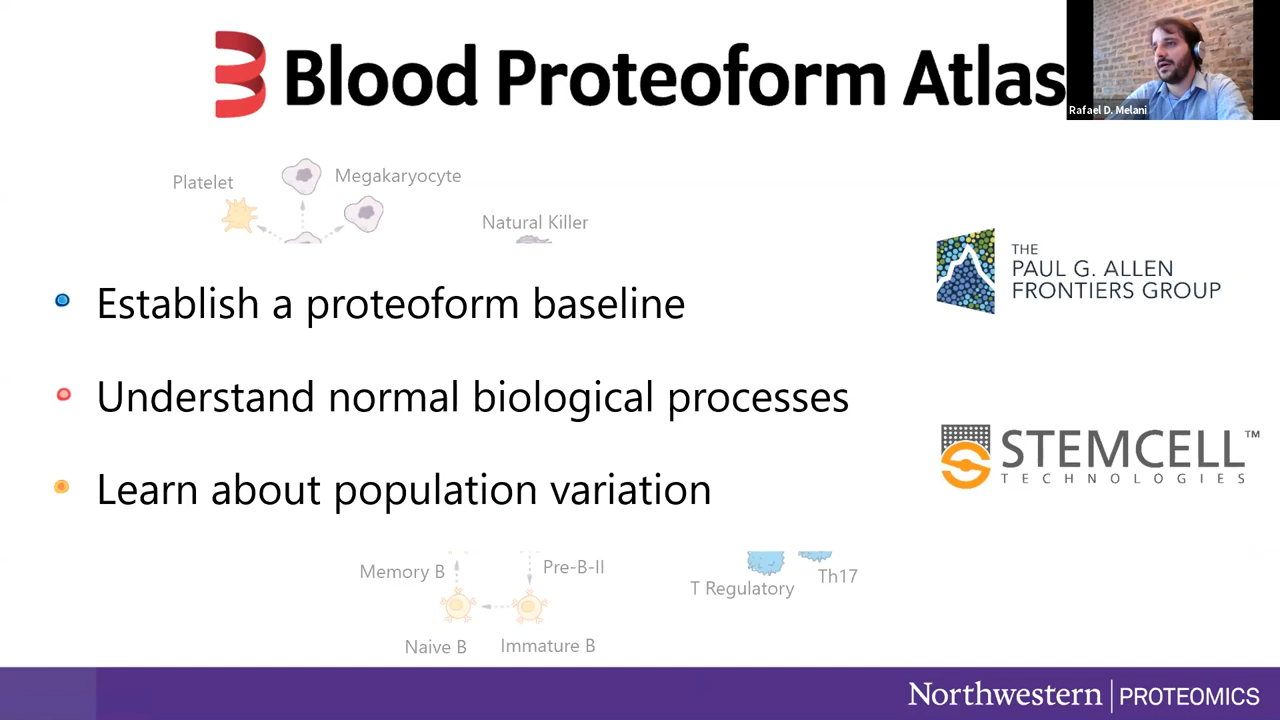 Blood Proteoform Atlas
Rafael D. Melani
Platelet
Megakaryocyte
Natural Killer
THE
PAUL G. ALLEN
FRONTIERS GROUP
Establish a proteoform baseline
Understand normal biological processes
STEMCELL™
TECHNOLOGIES
Learn about population variation
Memory B
Pre-B-II
T Regulatory
Th17
Naive B
Immature B
Northwestern | PROTEOMICS